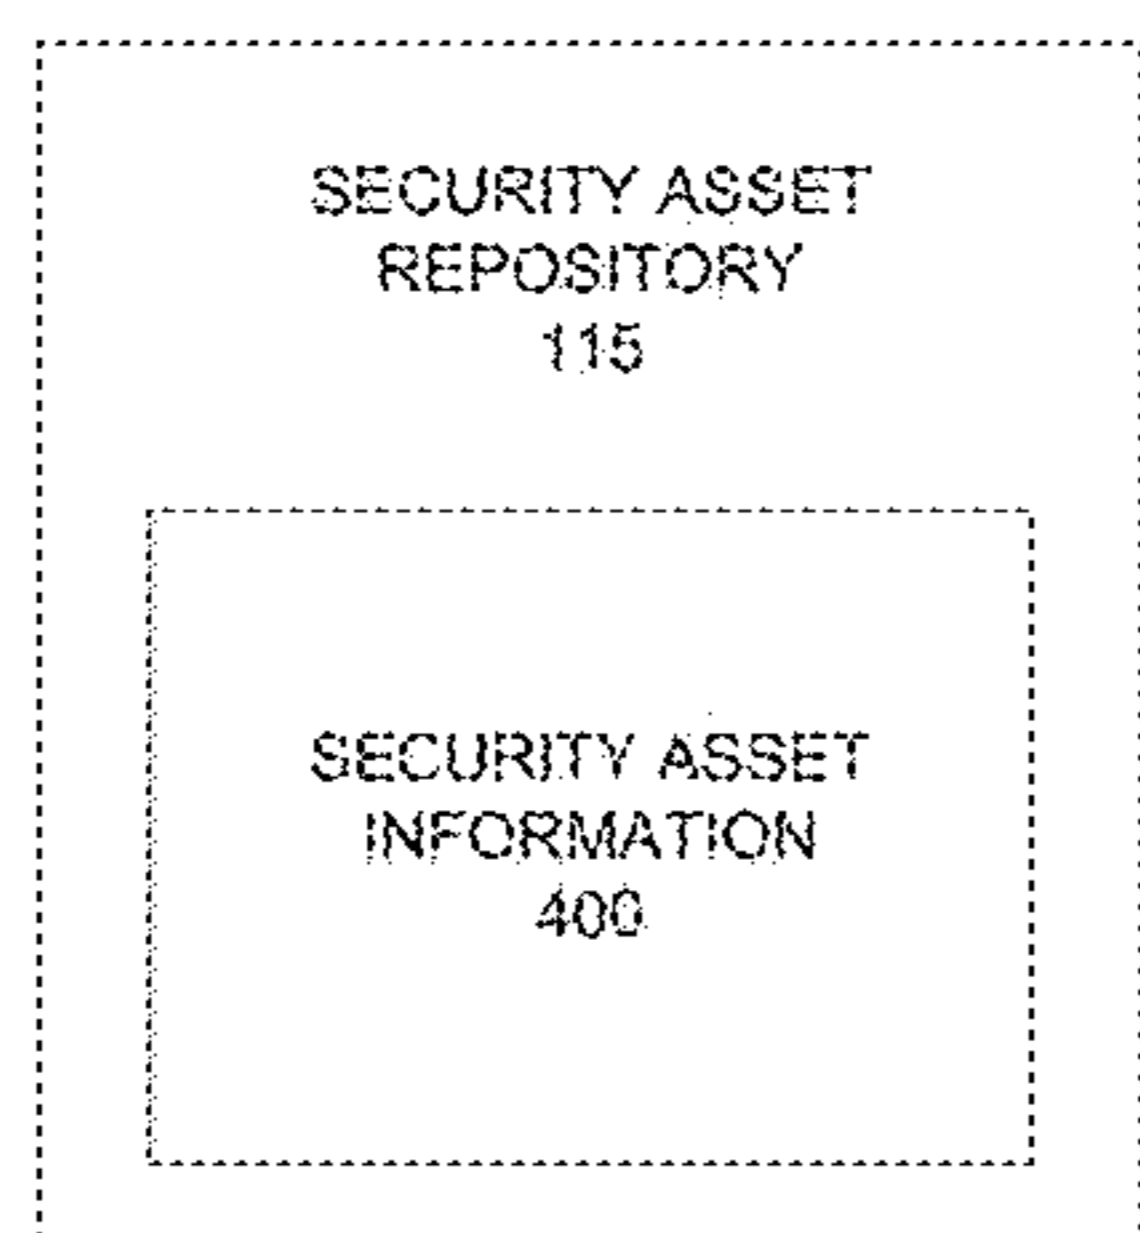 SECURITY ASSET
REPOSITORY
115
SECURITY ASSET
INFORMATION
400